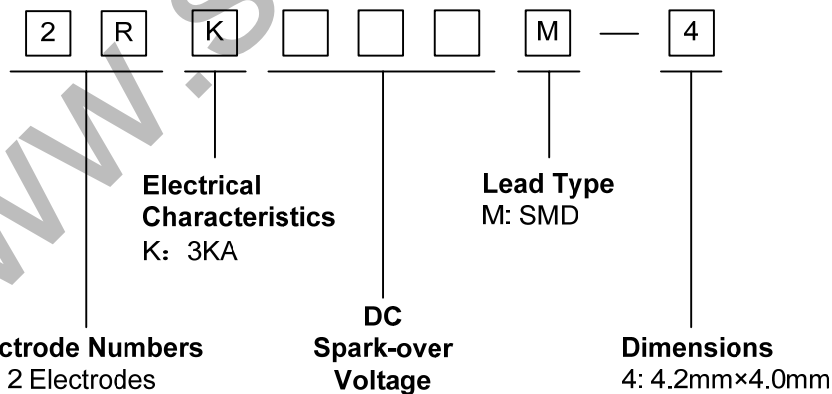 2 R K M — 4
Electrical
Characteristics
K：3KA
Lead Type
M: SMD
DC
Spark-over
Voltage
ctrode Numbers
2 Electrodes
Dimensions
4: 4.2mm×4.0mm